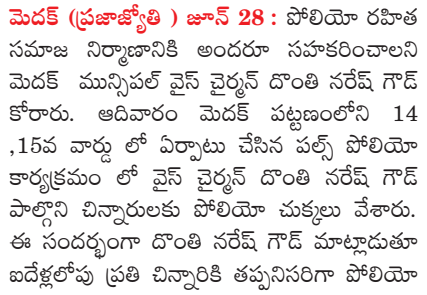 మెదక్ (ప్రజాజ్యోతి ) జూన్ 28 : పోలియో రహిత
సమాజ నిర్మాణానికి అందరూ సహకరించాలని
మెదక్ మున్సిపల్ వైస్ చైర్మన్ దొంతి నరేష్ గౌడ్
కోరారు. ఆదివారం మెదక్ పట్టణంలోని 14
,15వ వార్డు లో ఏర్పాటు చేసిన పల్స్ పోలియో
కార్యక్రమం లో వైస్ చైర్మన్ దొంతి నరేష్ గౌడ్
పాల్గొని చిన్నారులకు పోలియో చుక్కలు వేశారు.
ఈ సందర్భంగా దొంతి నరేష్ గౌడ్ మాట్లాడుతూ
ఐదేళ్లలోపు ప్రతి చిన్నారికి తప్పనిసరిగా పోలియో